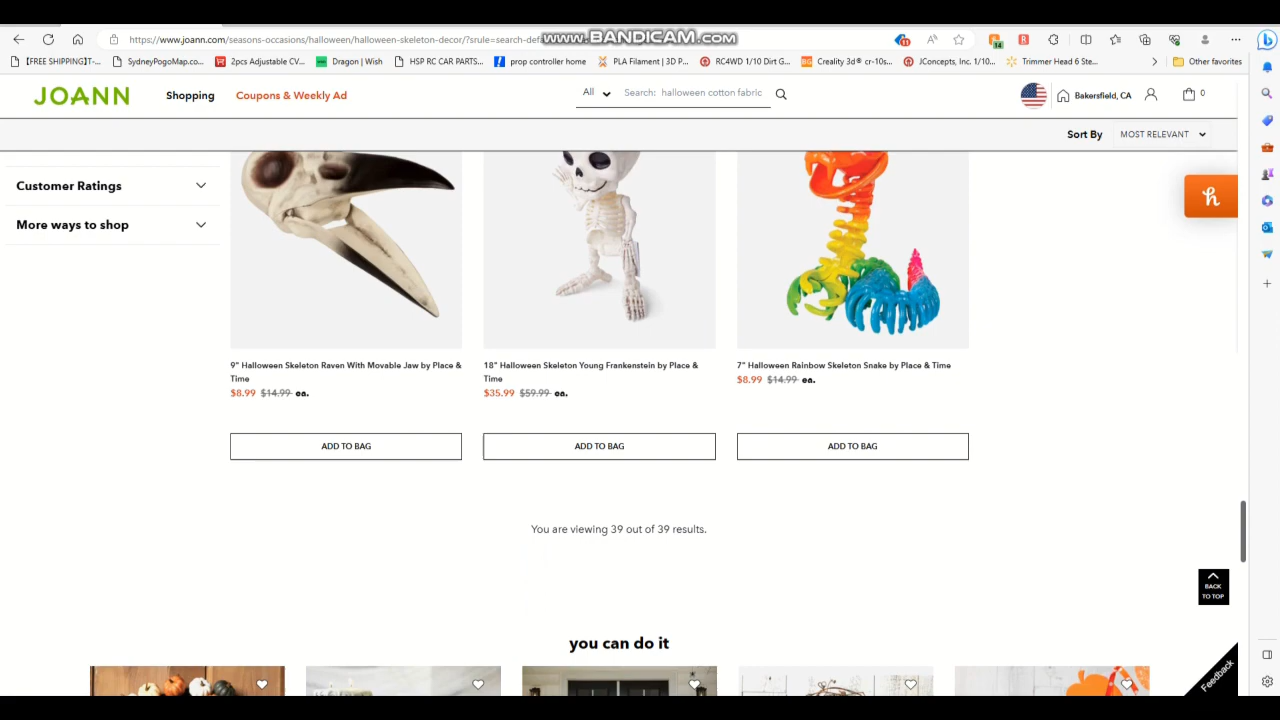 www.BANDICAM.com
https://www.joann.com/seasons-occasions/halloween/halloween-skeleton-decor/?srule=search-def
11
14
[FREE SHIPPING]T-...
SydneyPogoMap.co...
2pcs Adjustable CV...
Dragon | Wish
HSP RC CAR PARTS...
prop controller home
PLA Filament | 3D P...
RC4WD 1/10 Dirt G...
Creality 3d® cr-10s...
JConcepts, Inc. 1/10...
Trimmer Head 6 Ste...
Other favorites
JOANN
Shopping
Coupons & Weekly Ad
All
Search: halloween cotton fabric
Bakersfield, CA
0
Sort By
MOST RELEVANT
Customer Ratings
More ways to shop
9" Halloween Skeleton Raven With Movable Jaw by Place &
Time
$8.99 $14.99 ea.
ADD TO BAG
18" Halloween Skeleton Young Frankenstein by Place &
Time
$35.99 $59.99 ea.
ADD TO BAG
7" Halloween Rainbow Skeleton Snake by Place & Time
$8.99 $14.99 ea.
ADD TO BAG
You are viewing 39 out of 39 results.
BACK
TO TOP
you can do it
Feedback